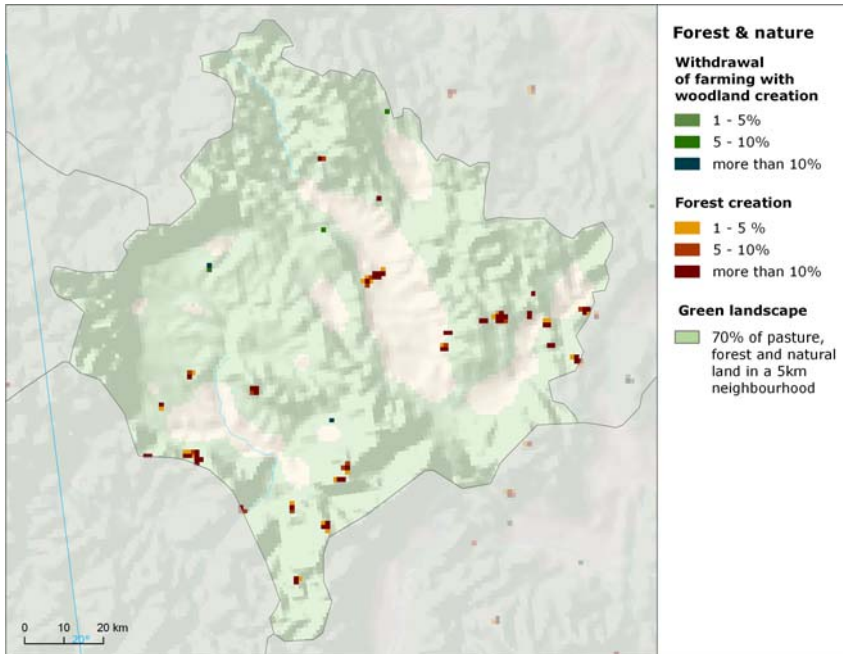 Forest & nature
Withdrawal
of farming with
woodland creation
1 - 5%
5 - 10%
more than 10%
Forest creation
1 - 5 %
5 - 10%
more than 10%
Green landscape
70% of pasture,
forest and natural
land in a 5km
neighbourhood
0 10 20 km
20°